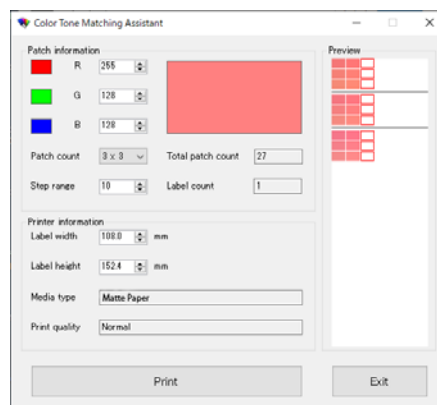 Color Tone Matching Assistant
Patch information
R 255
G 128
B 128
Patch count 3 x 3 Total patch count 27
Step range 10 Label count 1
Printer information
Label width 108.0 mm
Label height 152.4 mm
Media type Matte Paper
Print quality Normal
Preview
Print Exit